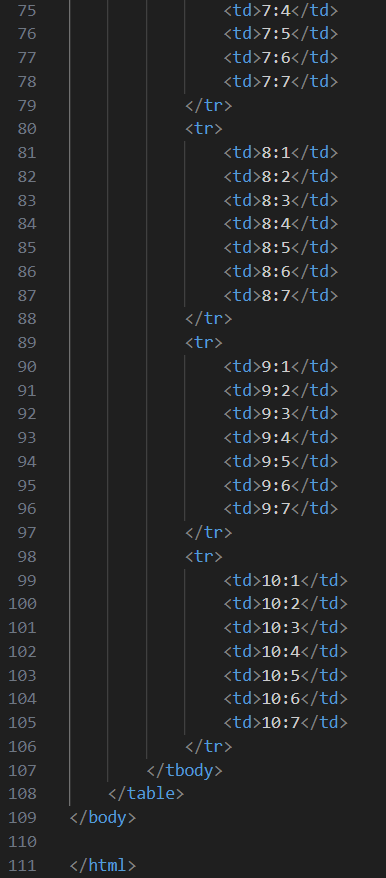 75 <td>7:4</td>
76 <td>7:5</td>
77 <td>7:6</td>
78 <td>7:7</td>
79 </tr>
80 <tr>
81 <td>8:1</td>
82 <td>8:2</td>
83 <td>8:3</td>
84 <td>8:4</td>
85 <td>8:5</td>
86 <td>8:6</td>
87 <td>8:7</td>
88 </tr>
89 <tr>
90 <td>9:1</td>
91 <td>9:2</td>
92 <td>9:3</td>
93 <td>9:4</td>
94 <td>9:5</td>
95 <td>9:6</td>
96 <td>9:7</td>
97 </tr>
98 <tr>
99 <td>10:1</td>
100 <td>10:2</td>
101 <td>10:3</td>
102 <td>10:4</td>
103 <td>10:5</td>
104 <td>10:6</td>
105 <td>10:7</td>
106 </tr>
107 </tbody>
108 </table>
109 </body>
110
111 </html>